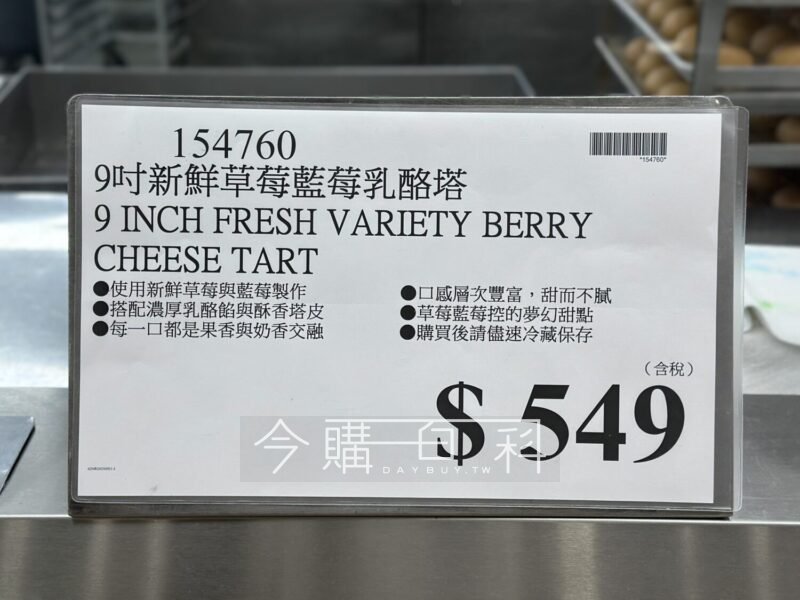 154760
*154760*
9吋新鮮草莓藍莓乳酪塔
9 INCH FRESH VARIETY BERRY
CHEESE TART
●使用新鮮草莓與藍莓製作
●搭配濃厚乳酪餡與酥香塔皮
●每一口都是果香與奶香交融
●口感層次豐富，甜而不膩
●草莓藍莓控的夢幻甜點
●購買後請儘速冷藏保存
（含稅）
$ 549
今購百科
DAYBUY.TW